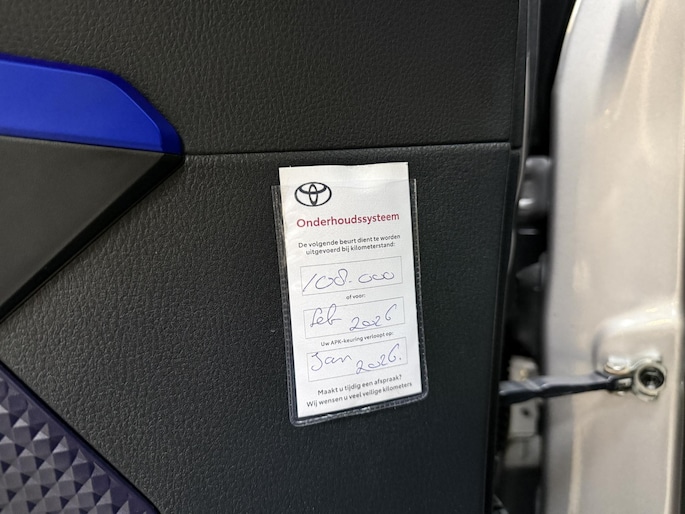 Onderhoudssysteem
De volgende beurt dient te worden
uitgevoerd bij kilometerstand:
108.000
of voor:
feb 2026
Uw APK-keuring verloopt op:
Jan 2026.
Maakt u tijdig een afspraak?
Wij wensen u veel veilige kilometers